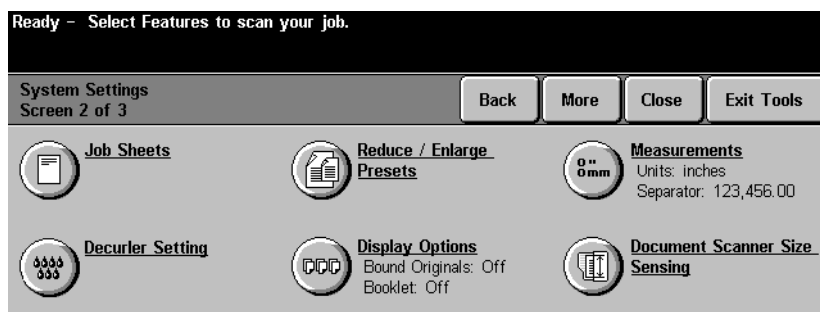 Ready - Select Features to scan your job.
System Settings
Screen 2 of 3
Back
More
Close
Exit Tools
Job Sheets
Reduce / Enlarge
Presets
0"
0mm
Measurements
Units: inches
Separator: 123,456.00
Decurler Setting
Display Options
Bound Originals: Off
Booklet: Off
Document Scanner Size
Sensing